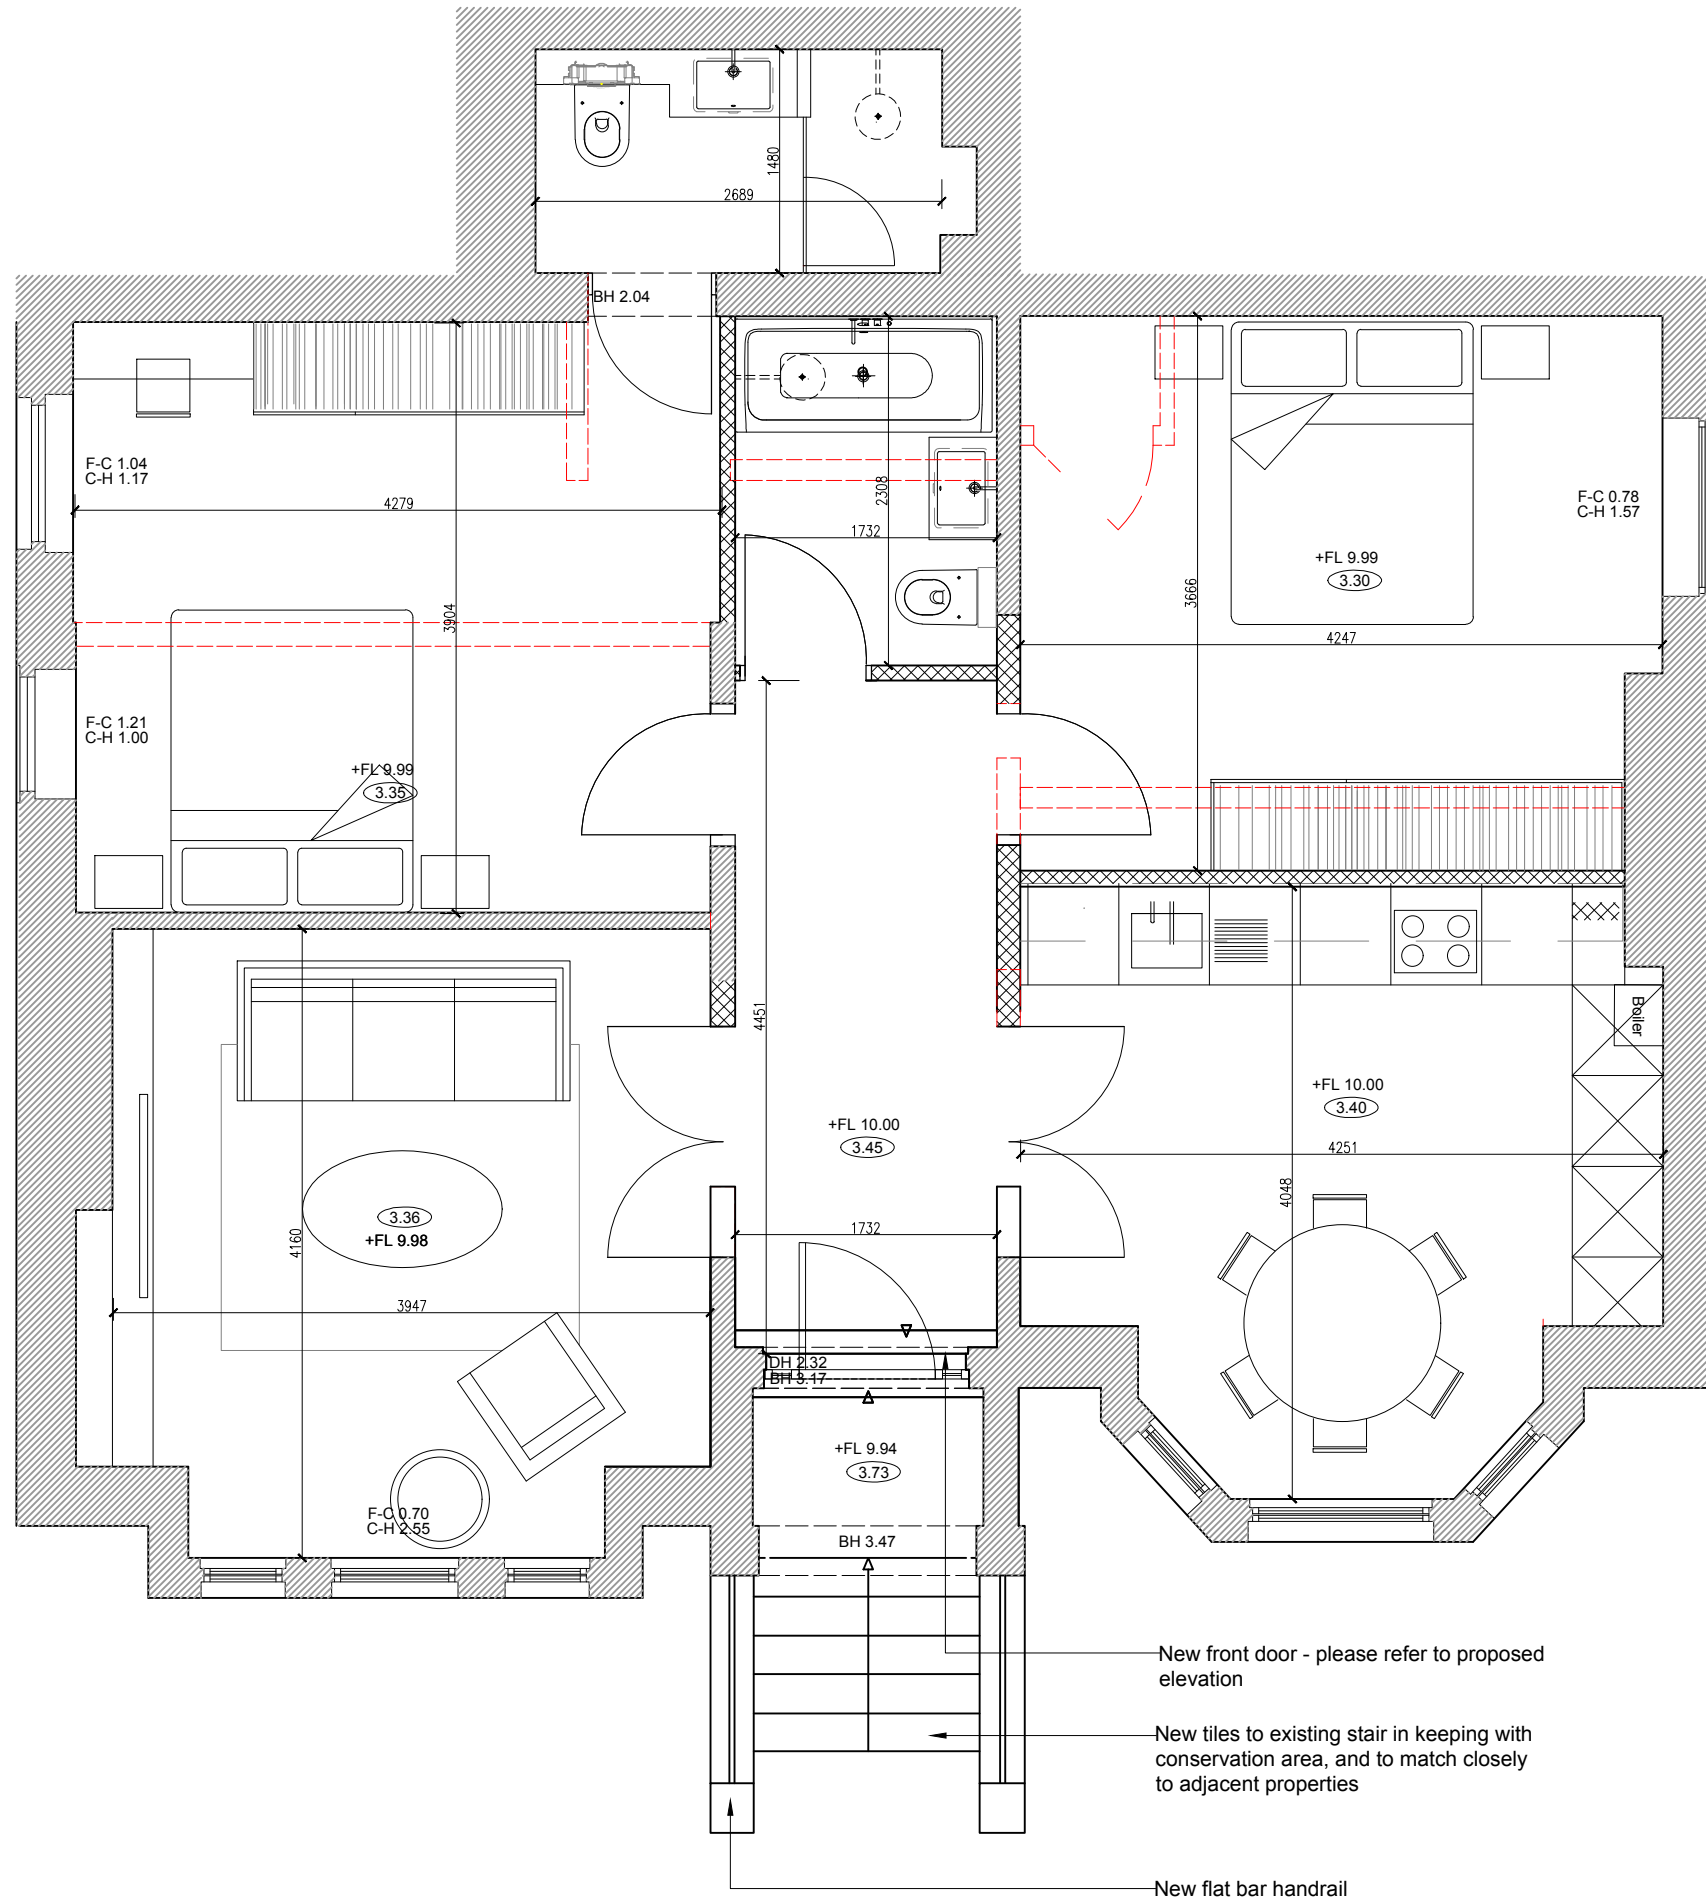 1480
2689
BH 2.04
F-C 1.04
C-H 1.17
4279
2308
1732
F-C 0.78
C-H 1.57
+FL 9.99
3.30
3666
4247
3904
F-C 1.21
C-H 1.00
+FL 9.99
3.35
4451
Boiler
+FL 10.00
3.40
+FL 10.00
3.45
4251
4048
3.36
+FL 9.98
4160
1732
3947
DH 2.32
BH 3.17
+FL 9.94
3.73
F-C 0.70
C-H 2.55
BH 3.47
New front door - please refer to proposed
elevation
New tiles to existing stair in keeping with
conservation area, and to match closely
to adjacent properties
New flat bar handrail